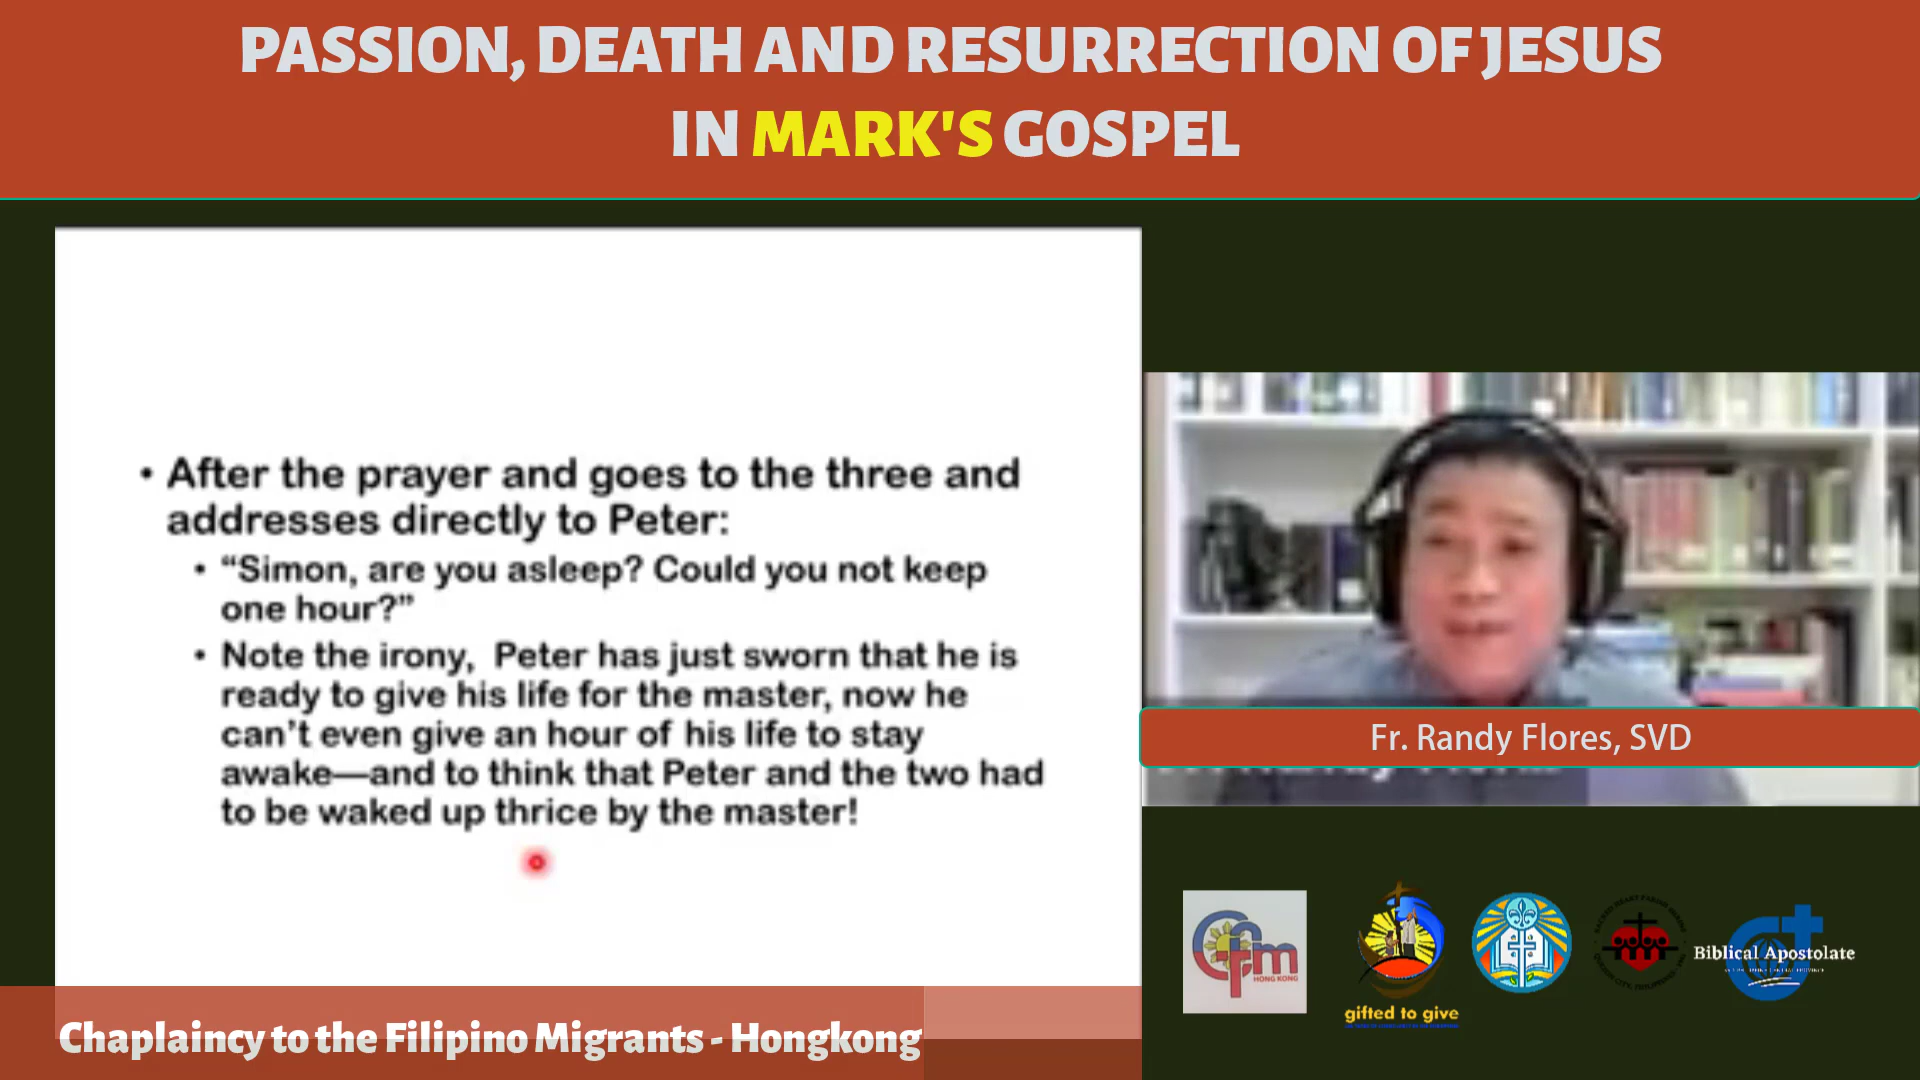 PASSION, DEATH AND RESURRECTION OF JESUS
IN MARK'S GOSPEL
• After the prayer and goes to the three and
addresses directly to Peter:
• “Simon, are you asleep? Could you not keep
one hour?”
• Note the irony, Peter has just sworn that he is
ready to give his life for the master, now he
can’t even give an hour of his life to stay
awake—and to think that Peter and the two had
to be waked up thrice by the master!
Fr. Randy Flores, SVD
Cfm
HONG KONG
gifted to give
Biblical Apostolate
Chaplaincy to the Filipino Migrants - Hongkong